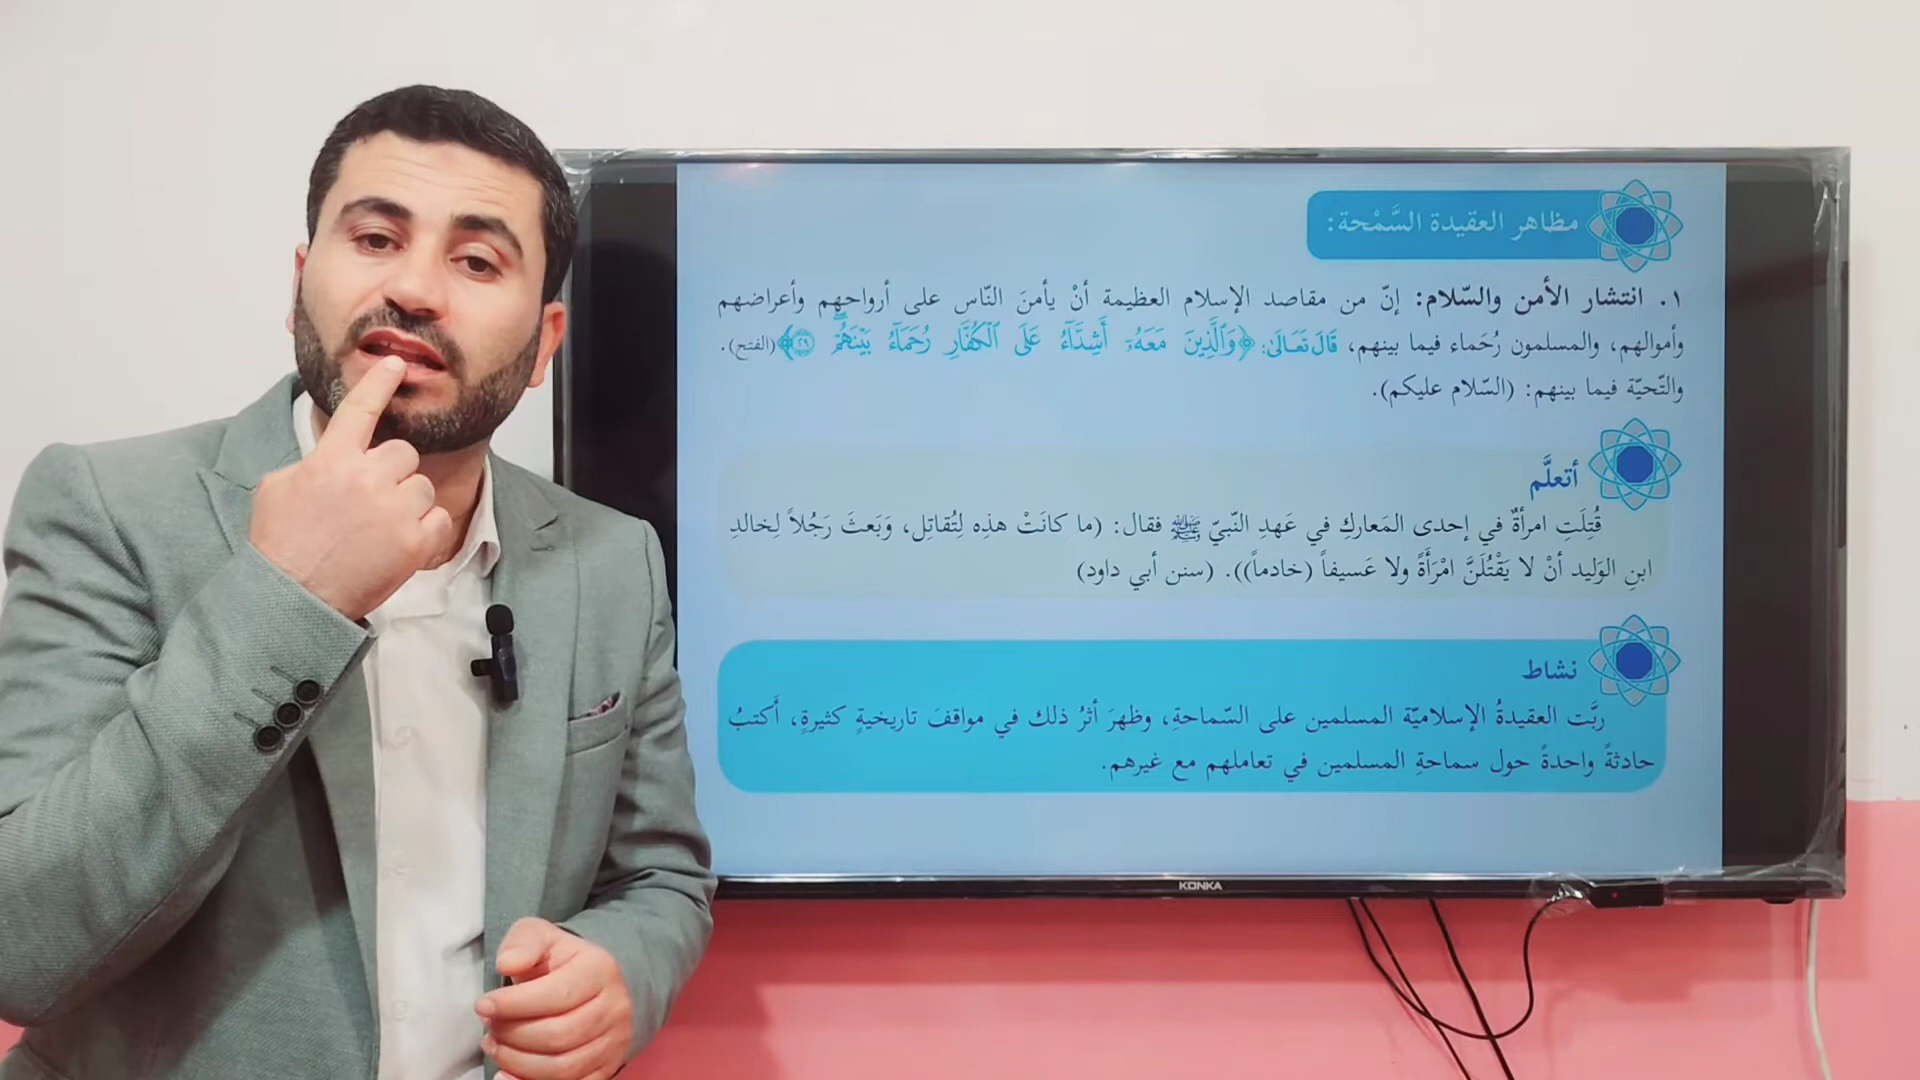 مظاهر العقيدة السَّمْحة:
١. انتشار الأمن والسّلام: إنّ من مقاصد الإسلام العظيمة أنْ يأمنَ النّاس على أرواحهم وأعراضهم
وأموالهم، والمسلمون رُحَماء فيما بينهم، قَالَ تَعَالَىٰ: ﴿وَٱلَّذِينَ مَعَهُۥٓ أَشِدَّآءُ عَلَى ٱلۡكُفَّارِ رُحَمَآءُ بَيۡنَهُمۡۖ ٢٩﴾ (الفتح).
والتّحيّة فيما بينهم: (السّلام عليكم).
أتعلَّم
قُتِلَتِ امرأةٌ في إحدى المَعاركِ في عَهدِ النّبيّ ﷺ فقال: (ما كانَتْ هذِه لِتُقاتِل، وَبَعثَ رَجُلاً لِخالدِ
ابنِ الوَليد أنْ لا يَقْتُلَنَّ امْرَأَةً ولا عَسيفاً (خادماً)). (سنن أبي داود)
نشاط
ربَّت العقيدةُ الإسلاميّة المسلمين على السّماحةِ، وظهرَ أثرُ ذلك في مواقفَ تاريخيةٍ كثيرةٍ، أَكتبُ
حادثةً واحدةً حول سماحةِ المسلمين في تعاملهم مع غيرهم.
KONKA